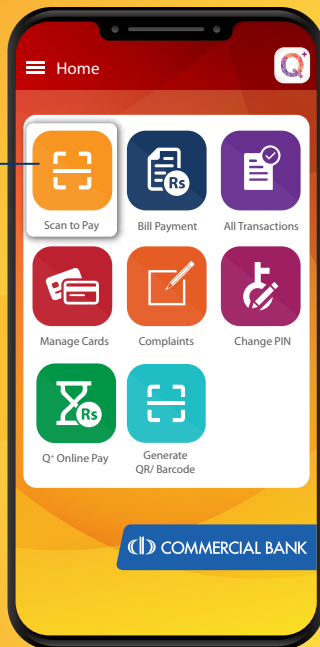 Home
Q+
Scan to Pay
Bill Payment
All Transactions
Rs
Manage Cards
Complaints
Change PIN
Rs
Q+ Online Pay
Generate
QR/ Barcode
COMMERCIAL BANK